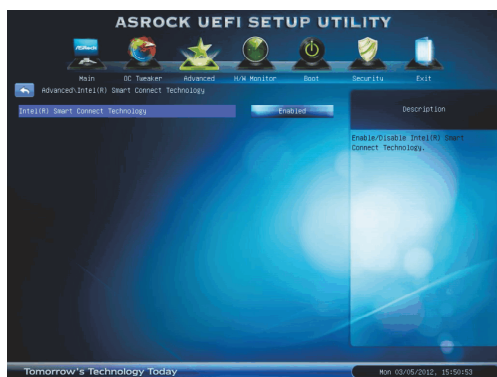 ASROCK UEFI SETUP UTILITY
ASRock
Main OC Tweaker Advanced H/W Monitor Boot Security Exit
Advanced\Intel(R) Smart Connect Technology
Intel(R) Smart Connect Technology Enabled
Description
Enable/Disable Intel(R) Smart
Connect Technology.
Tomorrow's Technology Today
Mon 03/05/2012, 15:50:53